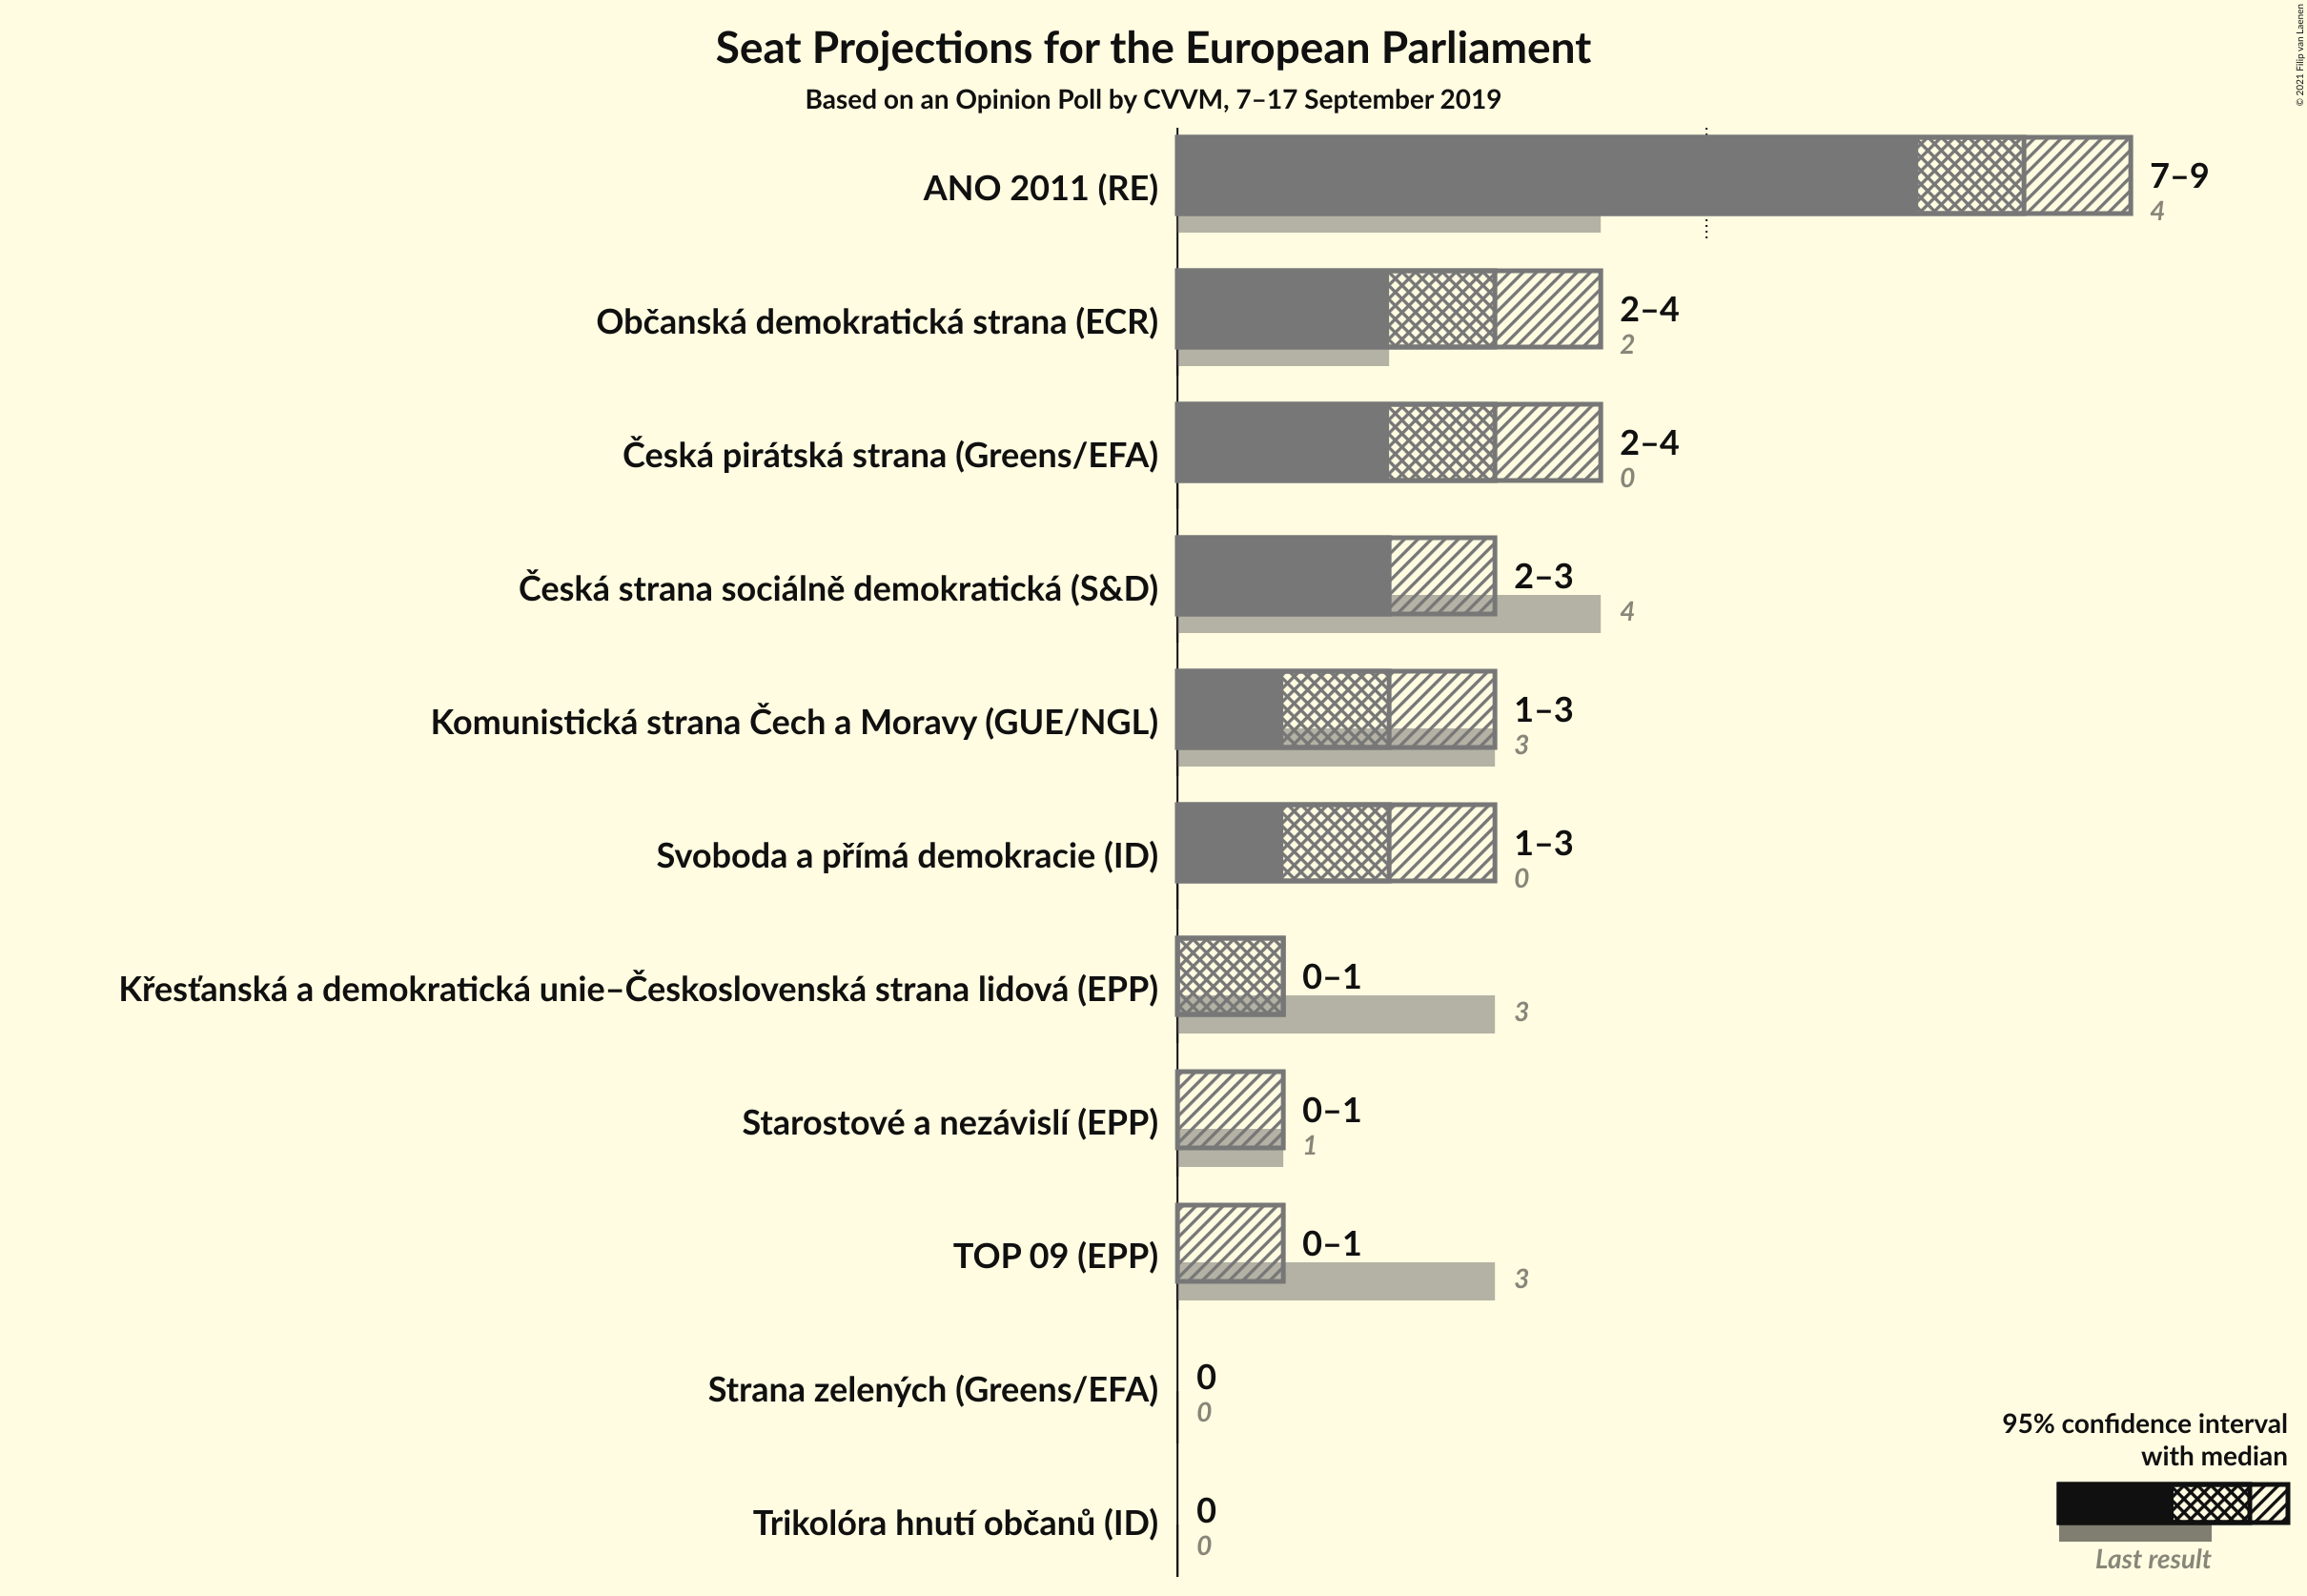 Seat Projections for the European Parliament
Based on an Opinion Poll by CVVM, 7–17 September 2019
© 2021 Filip van Laenen
ANO 2011 (RE)
7–9
4
Občanská demokratická strana (ECR)
2–4
2
Česká pirátská strana (Greens/EFA)
2–4
0
Česká strana sociálně demokratická (S&D)
2–3
4
Komunistická strana Čech a Moravy (GUE/NGL)
1–3
3
Svoboda a přímá demokracie (ID)
1–3
0
Křesťanská a demokratická unie–Československá strana lidová (EPP)
0–1
3
Starostové a nezávislí (EPP)
0–1
1
TOP 09 (EPP)
0–1
3
Strana zelených (Greens/EFA)
0
0
Trikolóra hnutí občanů (ID)
0
0
95% confidence interval
with median
Last result